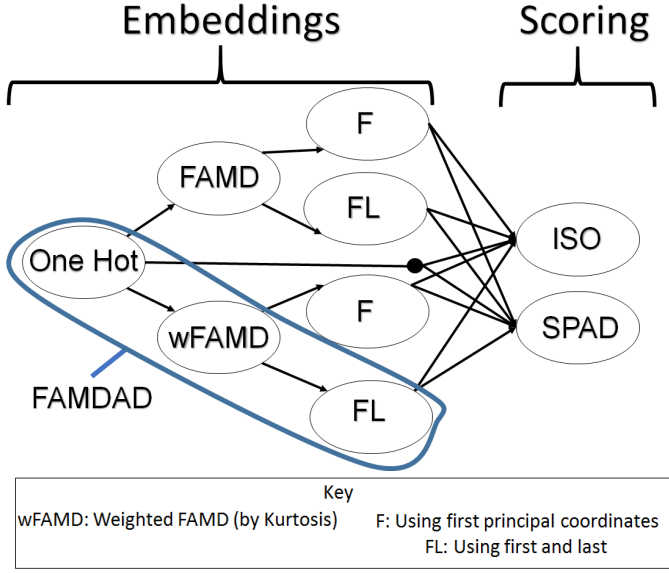 Embeddings
Scoring
F
FAMD
FL
One Hot
ISO
F
wFAMD
SPAD
FAMDAD
FL
Key
wFAMD: Weighted FAMD (by Kurtosis)
F: Using first principal coordinates
FL: Using first and last